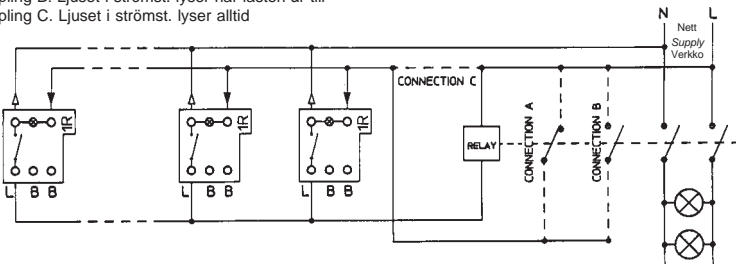 pling C. Ljuset i strömst. lyser alltid
N L
Nett
Supply
Verkko
CONNECTION C
1R
1R
1R
RELAY
CONNECTION A
CONNECTION B
L B B
L B B
L B B